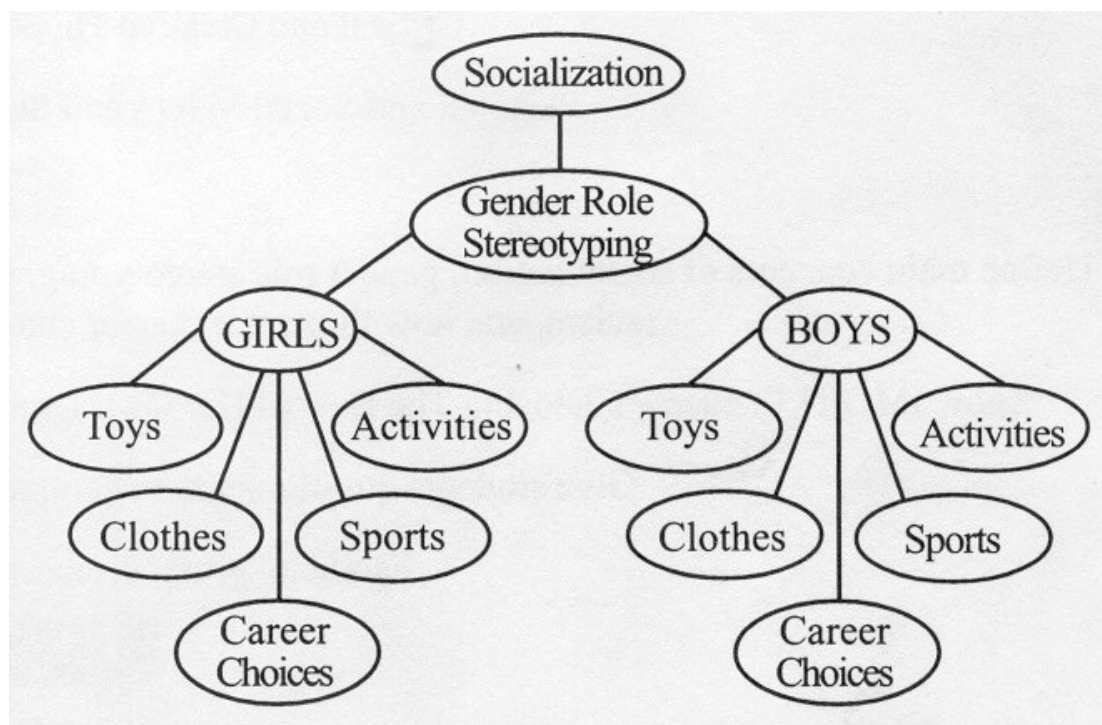 Socialization
Gender Role
Stereotyping
GIRLS
BOYS
Toys
Activities
Toys
Activities
Clothes
Sports
Clothes
Sports
Career
Choices
Career
Choices